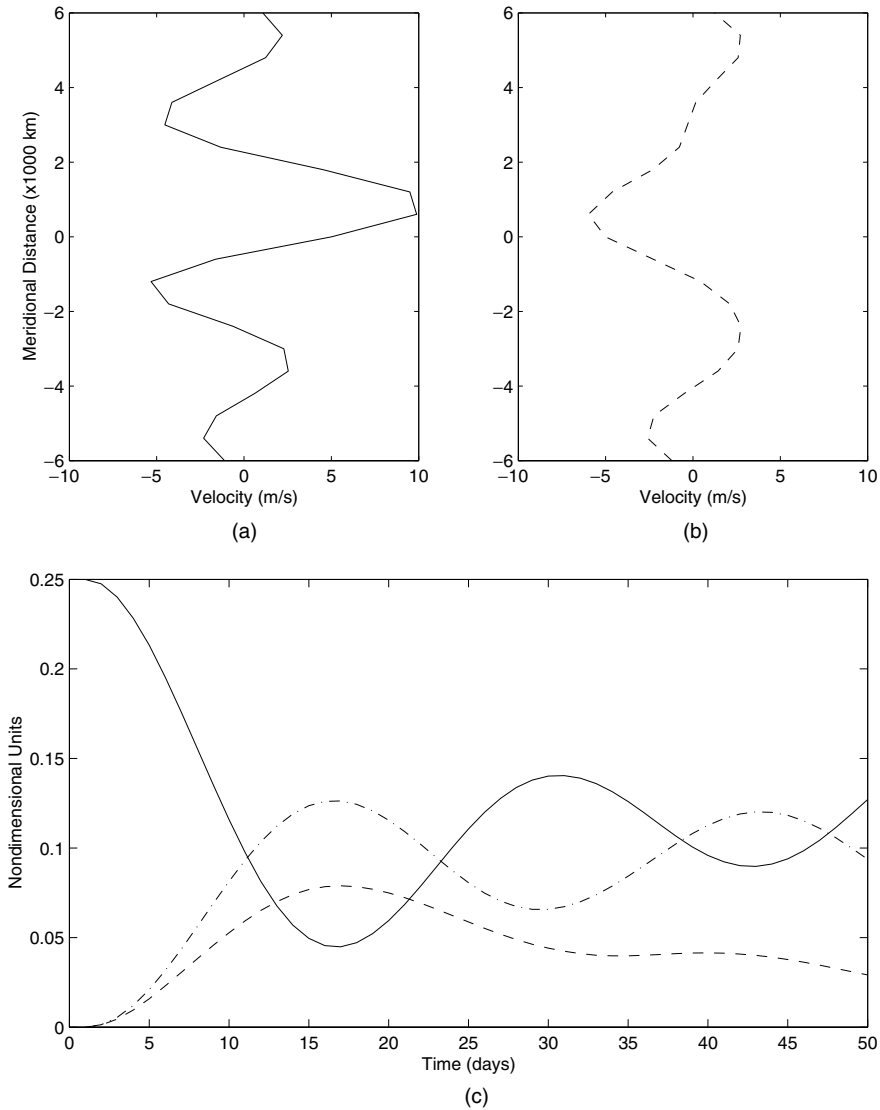 6
4
2
0
−2
−4
−6
Meridional Distance (x1000 km)
−10 −5 0 5 10
Velocity (m/s)
(a)
6
4
2
0
−2
−4
−6
−10 −5 0 5 10
Velocity (m/s)
(b)
0.25
0.2
0.15
0.1
0.05
0
Nondimensional Units
0 5 10 15 20 25 30 35 40 45 50
Time (days)
(c)